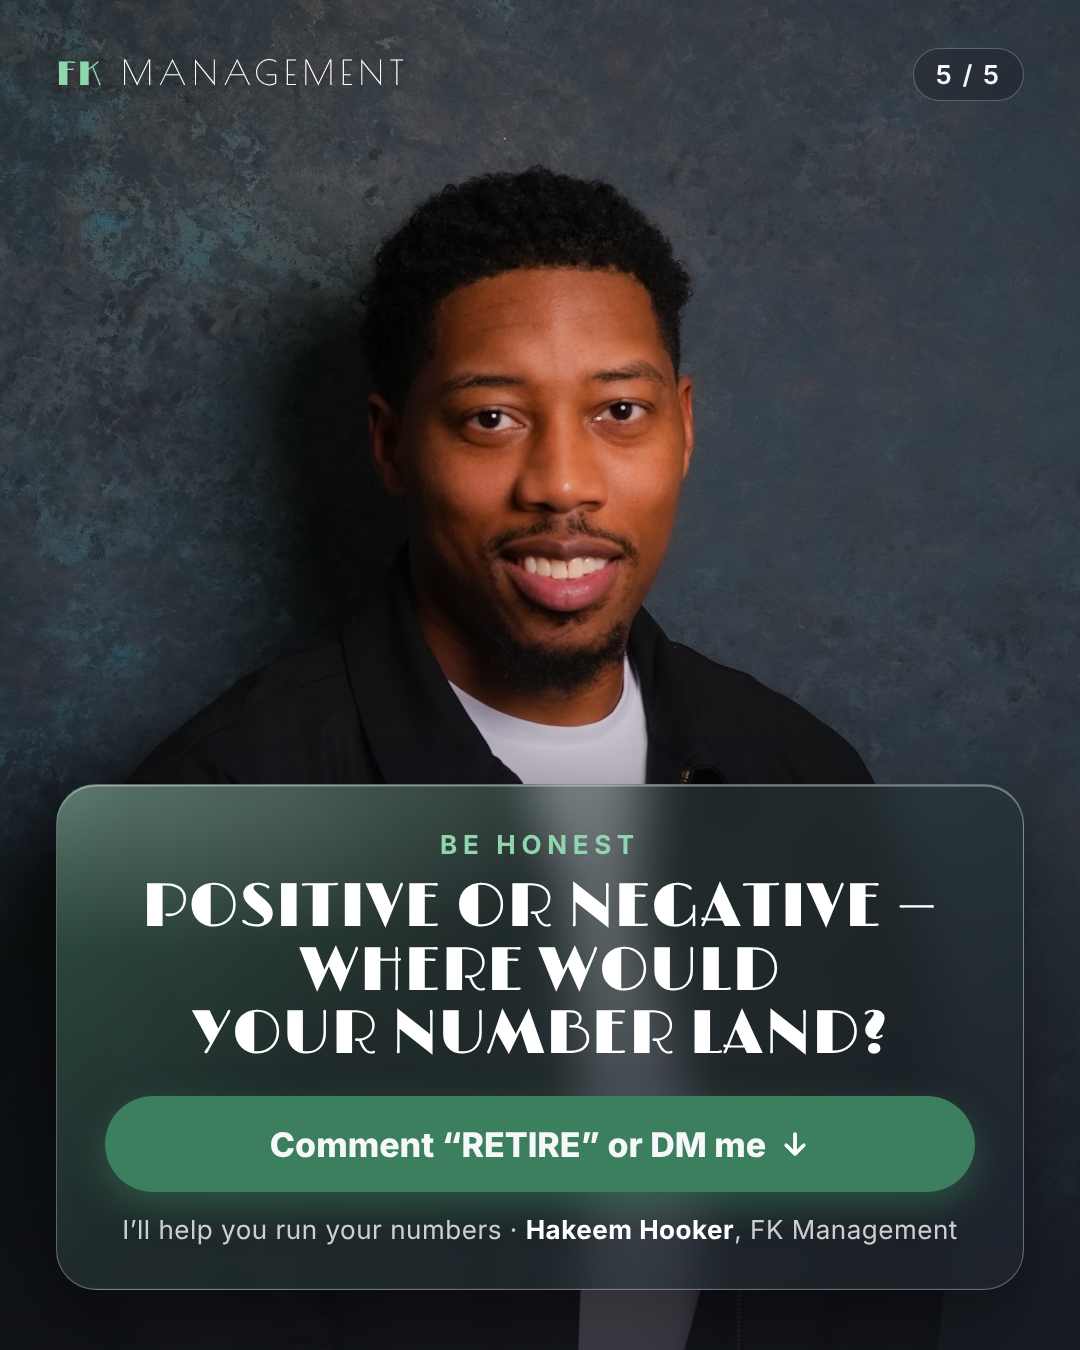 FK MANAGEMENT
5 / 5
BE HONEST
POSITIVE OR NEGATIVE —
WHERE WOULD
YOUR NUMBER LAND?
Comment “RETIRE” or DM me ↓
I’ll help you run your numbers · Hakeem Hooker, FK Management